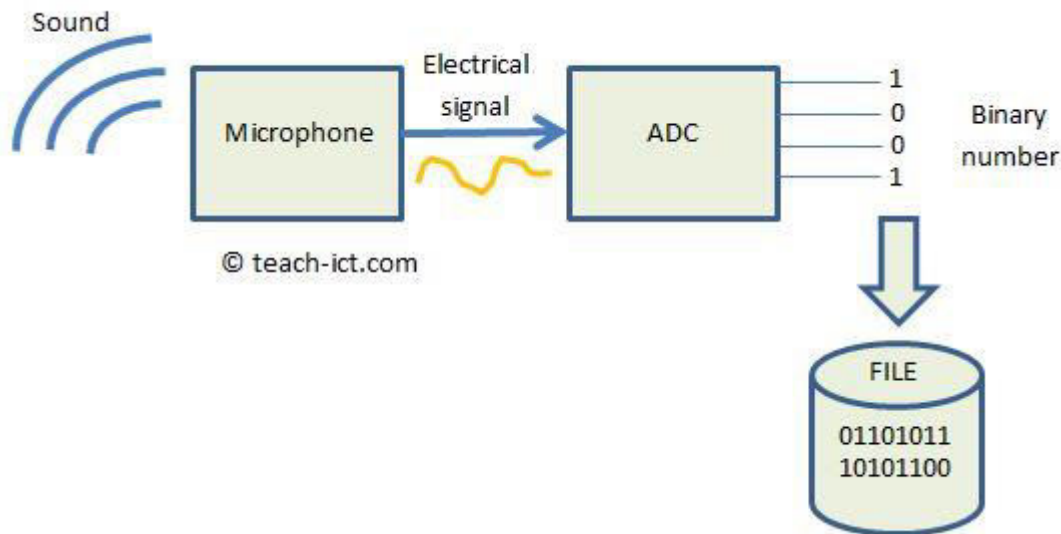 Sound
Electrical
signal
Microphone
ADC
1
0
0
1
Binary
number
© teach-ict.com
FILE
01101011
10101100